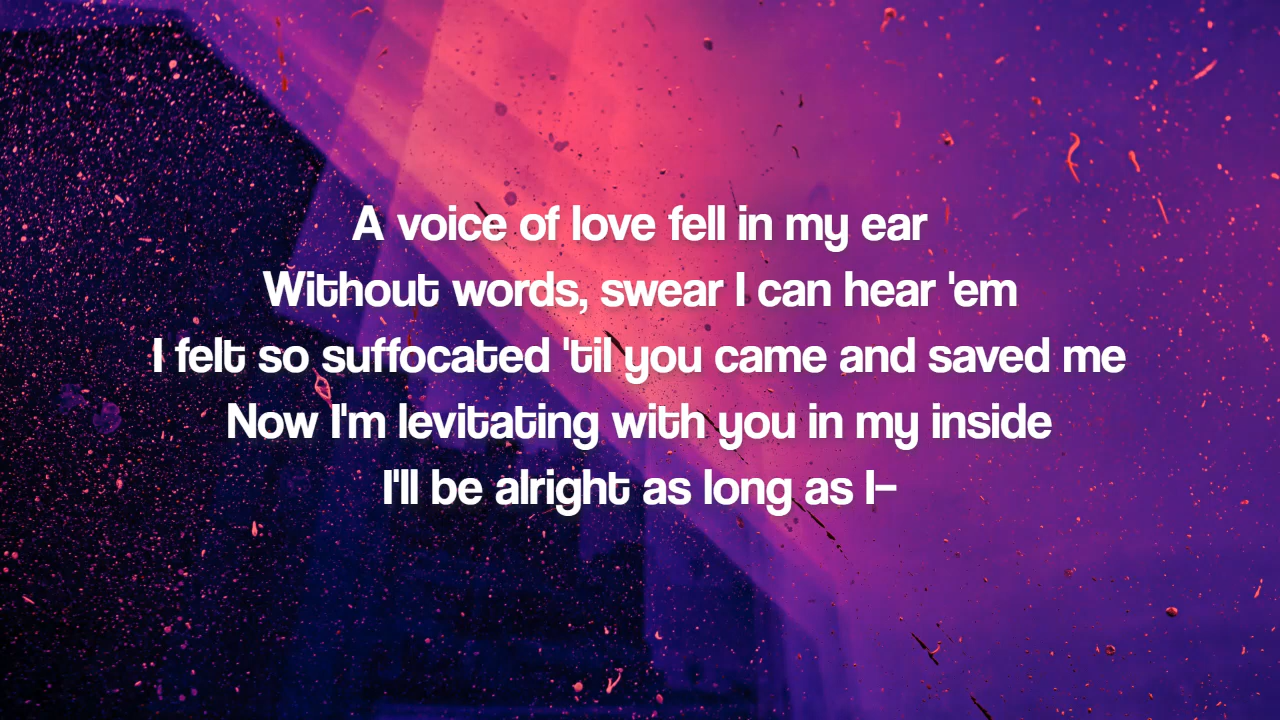 A voice of love fell in my ear
Without words, swear I can hear 'em
I felt so suffocated 'til you came and saved me
Now I'm levitating with you in my inside
I'll be alright as long as I–